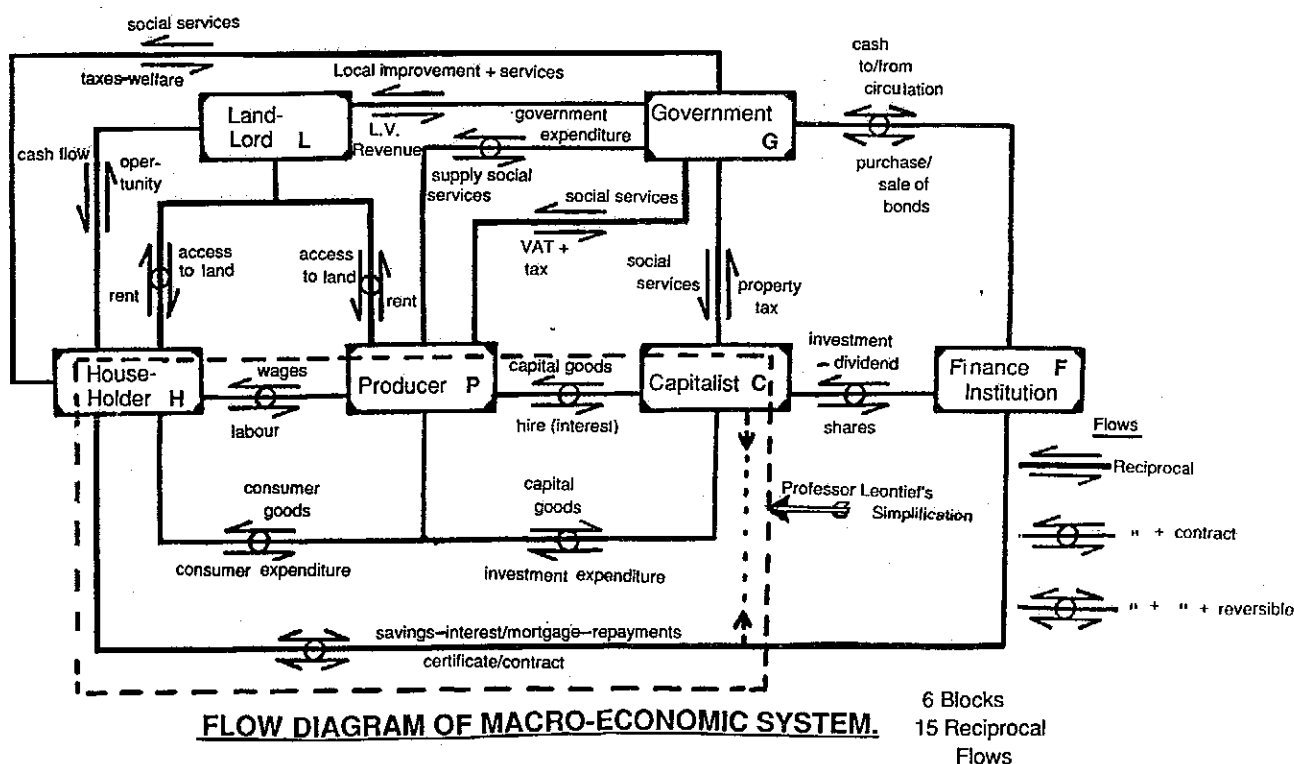 social services
taxes-welfare
Local improvement + services
cash
to/from
circulation
Land-
Lord L
L.V.
Revenue
government
expenditure
Government
G
cash flow
oper-
tunity
supply social
services
purchase/
sale of
bonds
social services
VAT +
tax
access
to land
rent
access
to land
rent
social
services
property
tax
House-
Holder H
wages
labour
Producer P
capital goods
hire (interest)
Capitalist C
investment
dividend
shares
Finance F
Institution
Flows
Reciprocal
consumer
goods
consumer expenditure
capital
goods
investment expenditure
Professor Leontief's
Simplification
" + contract
" + " + reversible
savings-interest/mortgage-repayments
certificate/contract
FLOW DIAGRAM OF MACRO-ECONOMIC SYSTEM.
6 Blocks
15 Reciprocal
Flows